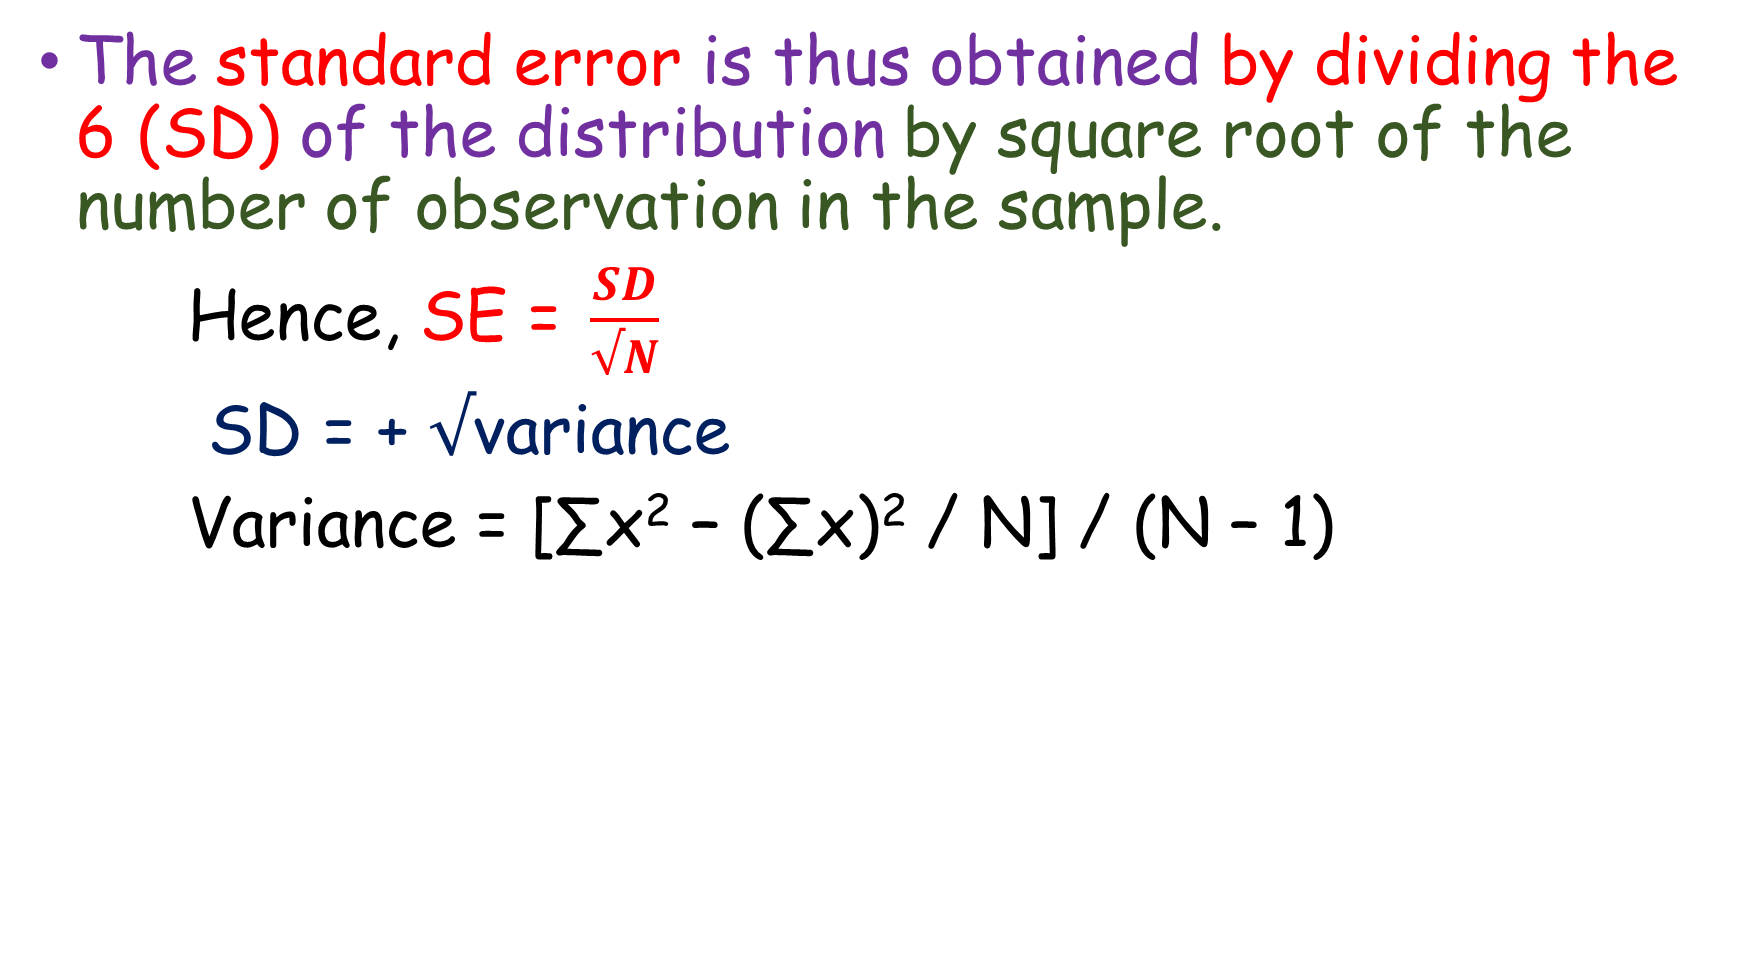 • The standard error is thus obtained by dividing the
6 (SD) of the distribution by square root of the
number of observation in the sample.
Hence, SE = SD / √N
SD = + √variance
Variance = [∑x² – (∑x)² / N] / (N – 1)